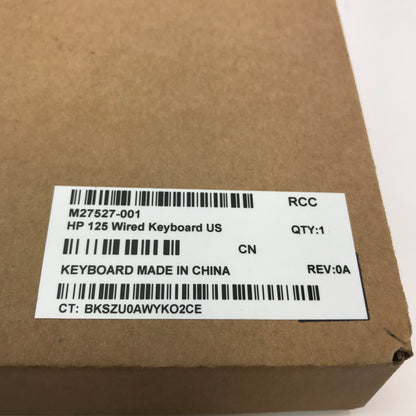 RCC
M27527-001
HP 125 Wired Keyboard US
QTY:1
CN
KEYBOARD MADE IN CHINA
REV:0A
CT: BKSZU0AWYKO2CE